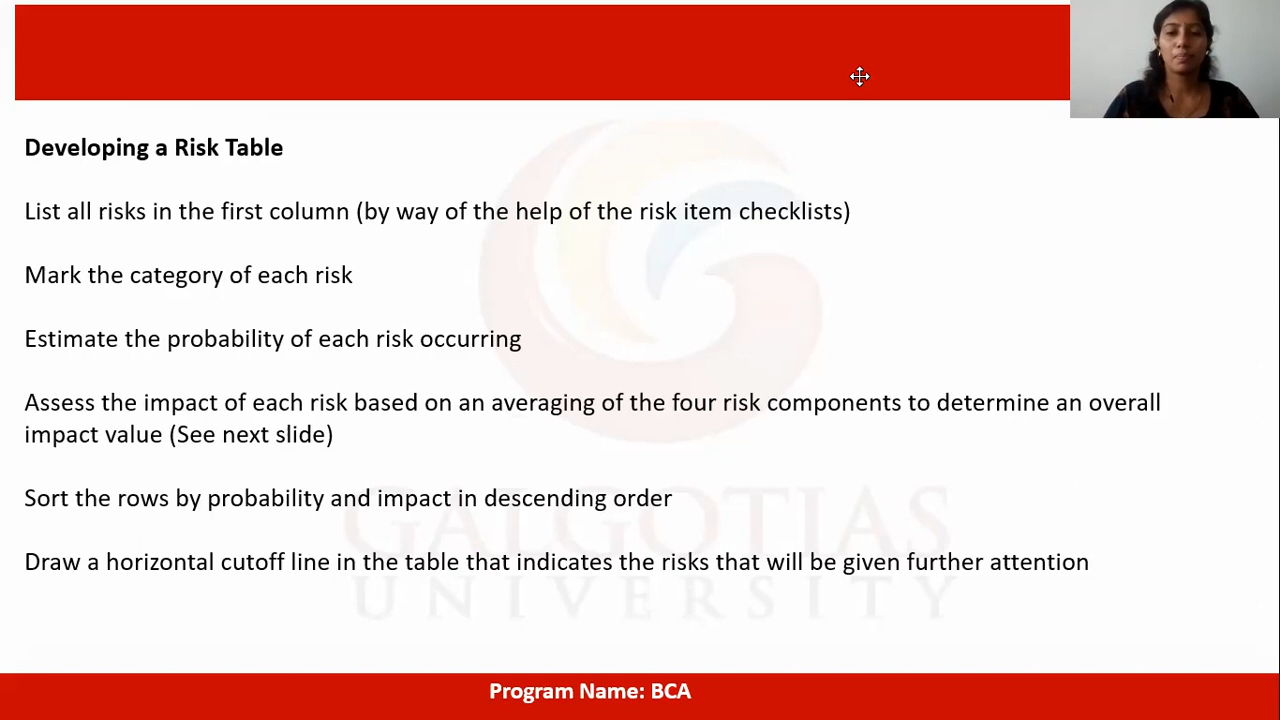 Developing a Risk Table
List all risks in the first column (by way of the help of the risk item checklists)
Mark the category of each risk
Estimate the probability of each risk occurring
Assess the impact of each risk based on an averaging of the four risk components to determine an overall
impact value (See next slide)
Sort the rows by probability and impact in descending order
Draw a horizontal cutoff line in the table that indicates the risks that will be given further attention
GALGOTIAS
UNIVERSITY
Program Name: BCA